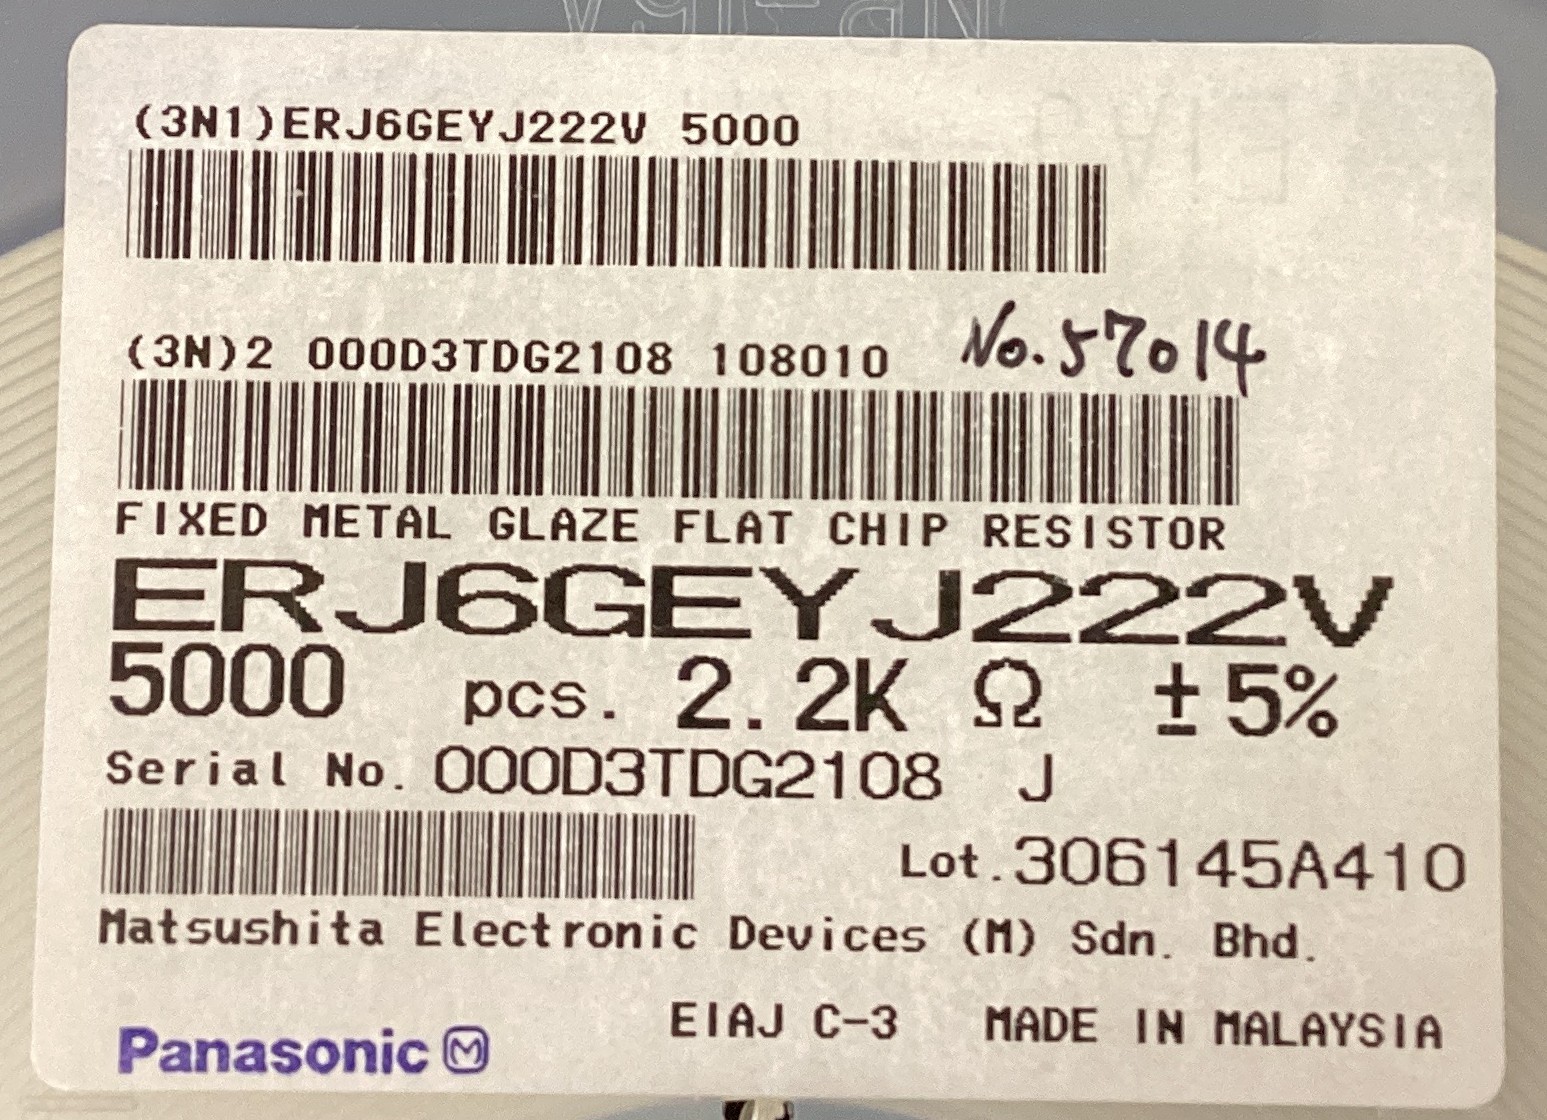 (3N1)ERJ6GEYJ222V 5000
(3N)2 000D3TDG2108 108010 No.57014
FIXED METAL GLAZE FLAT CHIP RESISTOR
ERJ6GEYJ222V
5000 pcs. 2.2K Ω ±5%
Serial No. 000D3TDG2108 J
Lot.306145A410
Matsushita Electronic Devices (M) Sdn. Bhd.
EIAJ C-3 MADE IN MALAYSIA
Panasonic M